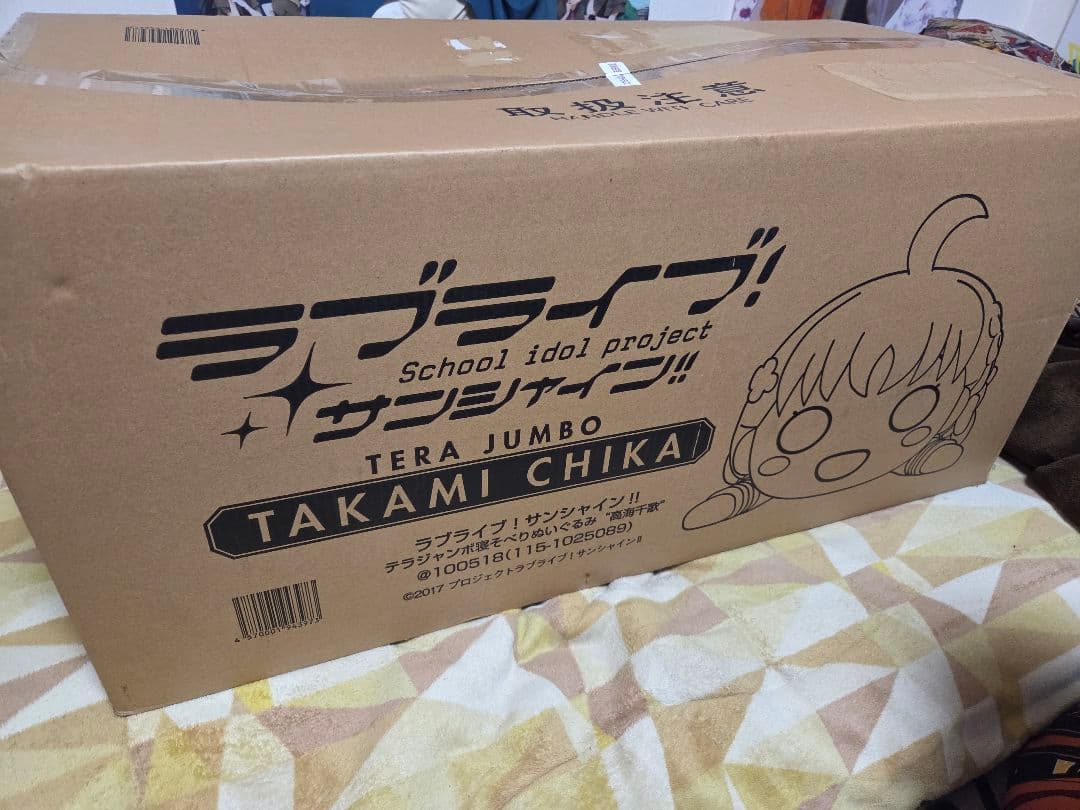 取扱注意
HANDLE WITH CARE
ラブライブ!
School idol project
サンシャイン!!
TERA JUMBO
TAKAMI CHIKA
ラブライブ！サンシャイン!!
テラジャンボ寝そべりぬいぐるみ “高海千歌”
@100518(115-1025089)
©2017 プロジェクトラブライブ！サンシャイン!!